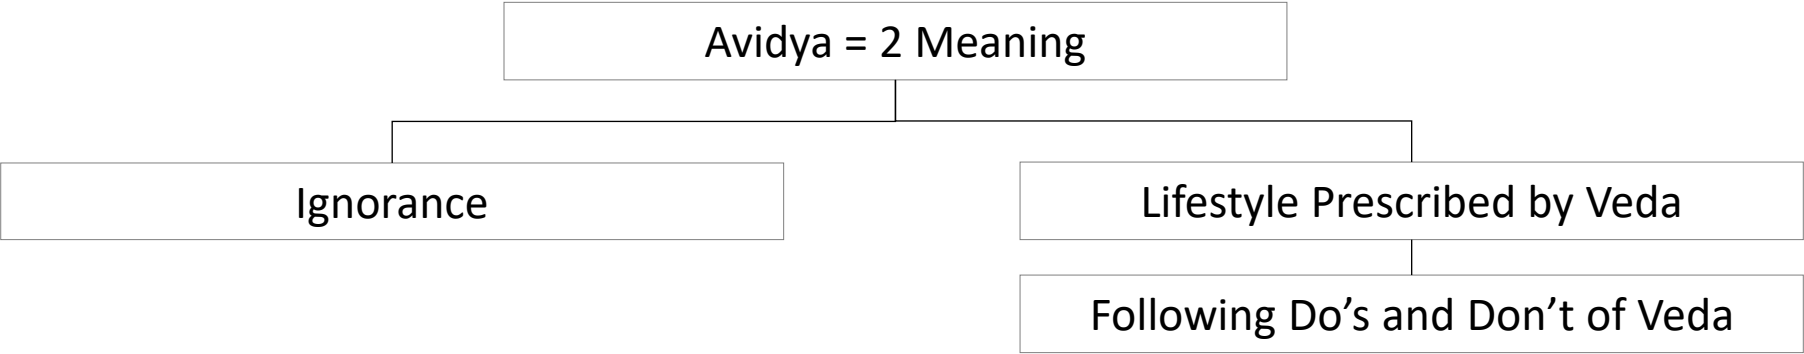 Avidya = 2 Meaning
Ignorance
Lifestyle Prescribed by Veda
Following Do’s and Don’t of Veda